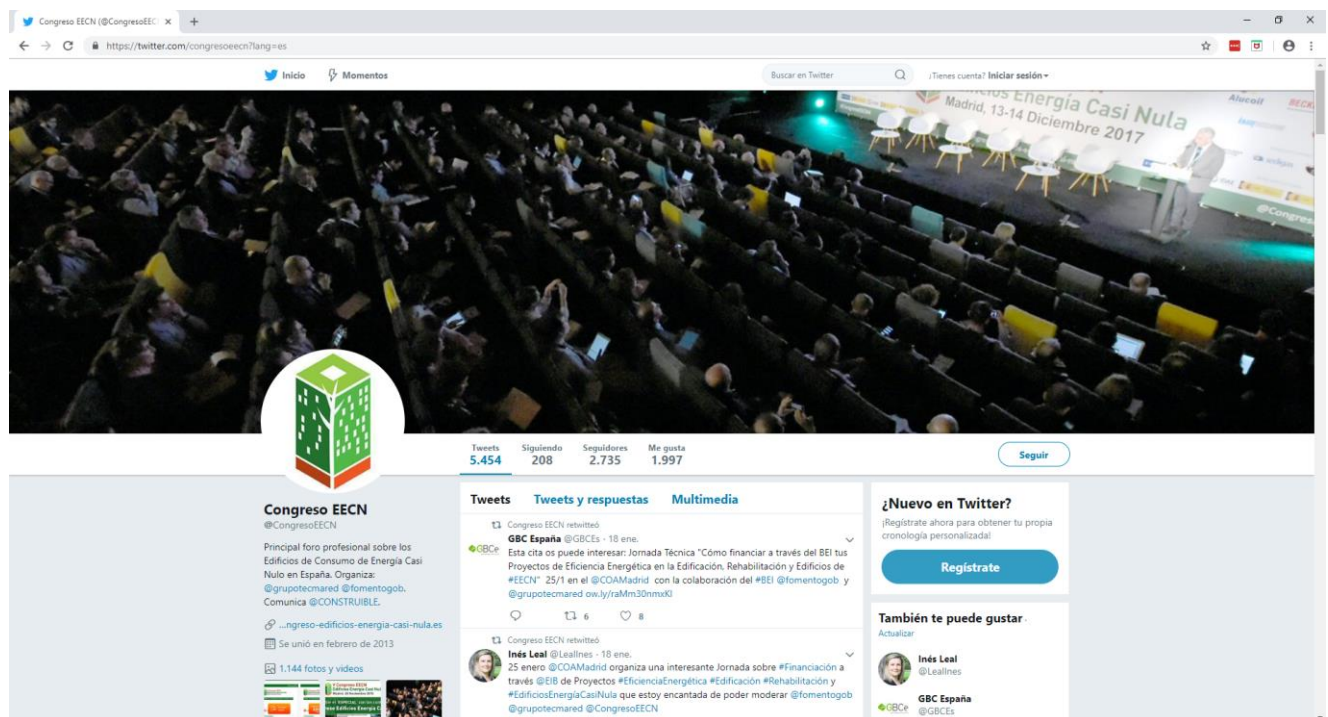 Congreso EECN (@CongresoEEC
https://twitter.com/congresoeecn?lang=es
Inicio
Momentos
Buscar en Twitter
¿Tienes cuenta? Iniciar sesión
Energía Casi Nula
Madrid, 13-14 Diciembre 2017
Alucoil
Tweets
5.454
Siguiendo
208
Seguidores
2.735
Me gusta
1.997
Seguir
Congreso EECN
@CongresoEECN
Principal foro profesional sobre los
Edificios de Consumo de Energía Casi
Nulo en España. Organiza:
@grupotecmared @fomentogob.
Comunica @CONSTRUIBLE.
...ngreso-edificios-energia-casi-nula.es
Se unió en febrero de 2013
1.144 fotos y videos
Tweets
Tweets y respuestas
Multimedia
Congreso EECN retwitteó
GBC España @GBCEs · 18 ene.
GBCe
Esta cita os puede interesar: Jornada Técnica "Cómo financiar a través del BEI tus
Proyectos de Eficiencia Energética en la Edificación, Rehabilitación y Edificios de
#EECN" 25/1 en el @COAMadrid con la colaboración del #BEI @fomentogob y
@grupotecmared ow.ly/raMm30nmxKI
6
8
Congreso EECN retwitteó
Inés Leal @LealInes · 18 ene.
25 enero @COAMadrid organiza una interesante Jornada sobre #Financiación a
través @EIB de Proyectos #EficienciaEnergética #Edificación #Rehabilitación y
#EdificiosEnergíaCasiNula que estoy encantada de poder moderar @fomentogob
@grupotecmared @CongresoEECN
¿Nuevo en Twitter?
¡Regístrate ahora para obtener tu propia
cronología personalizada!
Regístrate
También te puede gustar ·
Actualizar
Inés Leal
@LealInes
GBC España
GBCe
@GBCEs